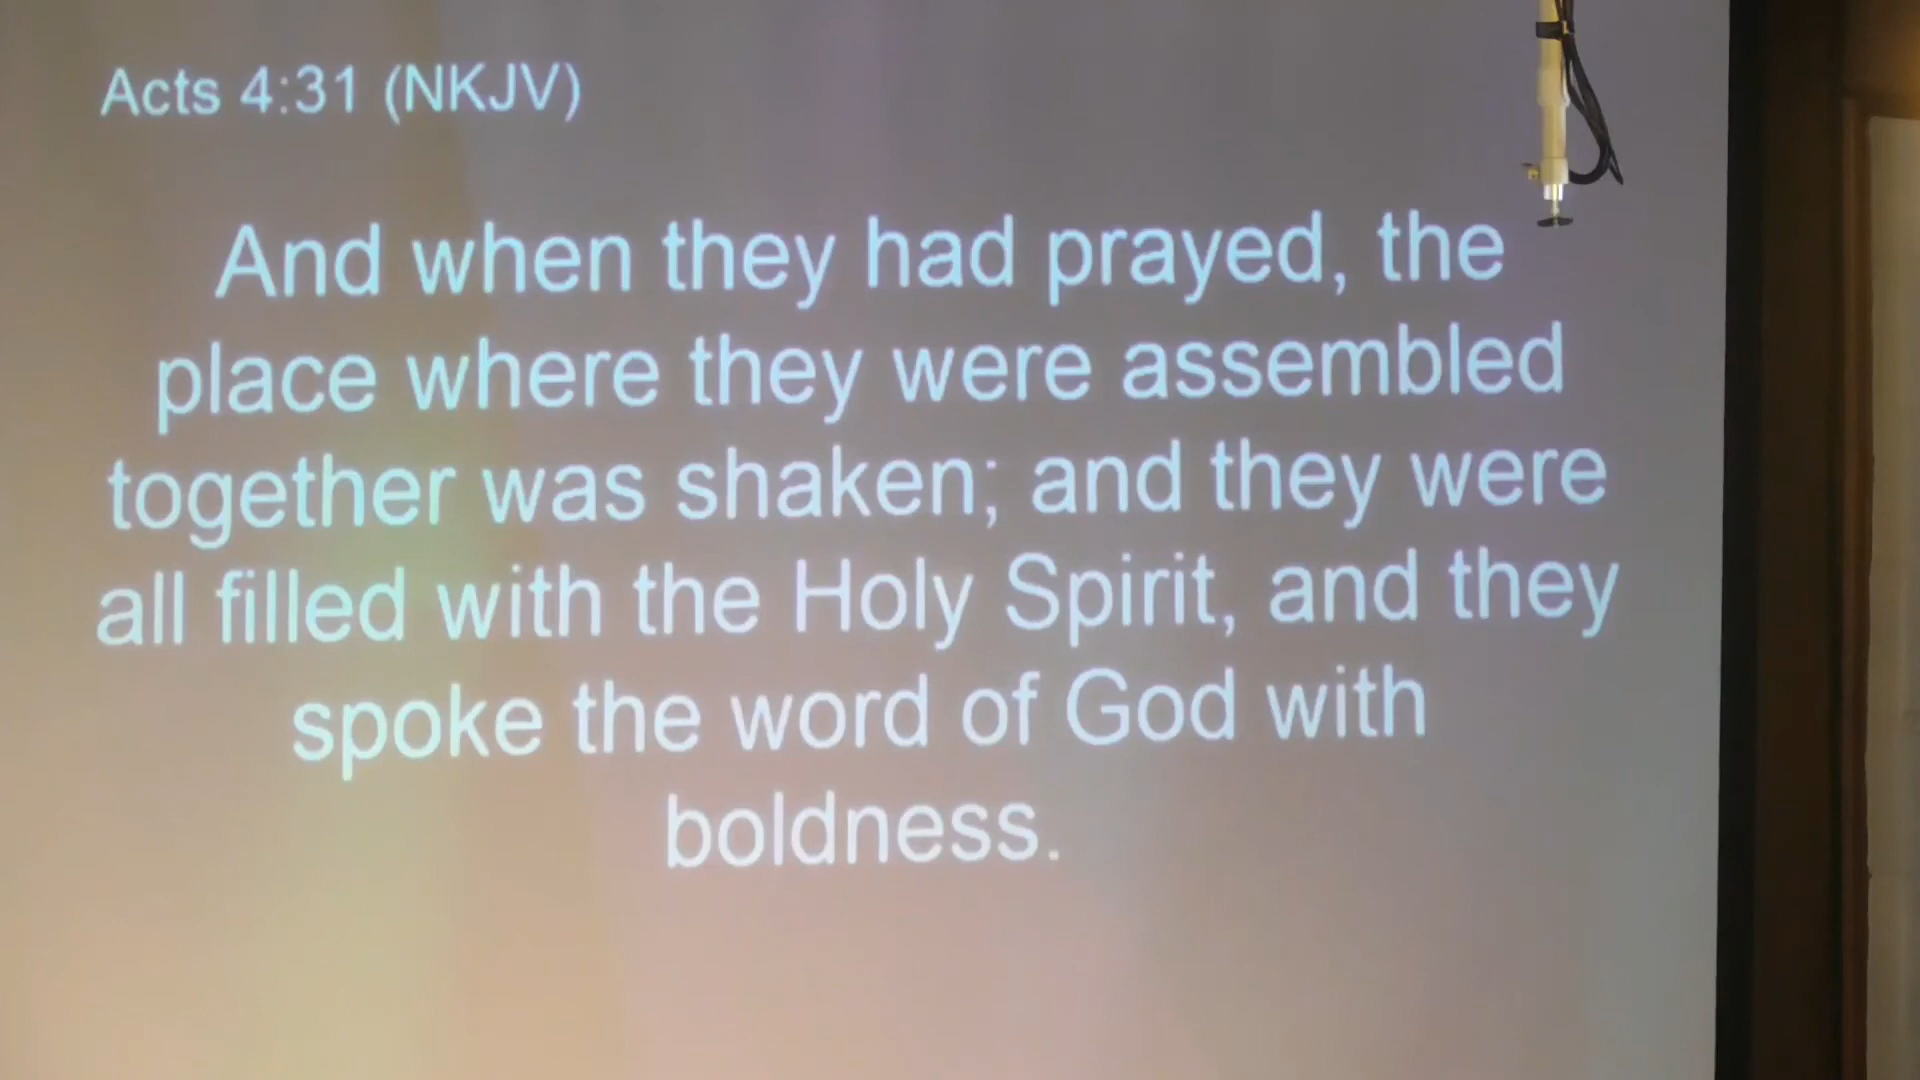 Acts 4:31 (NKJV)
And when they had prayed, the
place where they were assembled
together was shaken; and they were
all filled with the Holy Spirit, and they
spoke the word of God with
boldness.